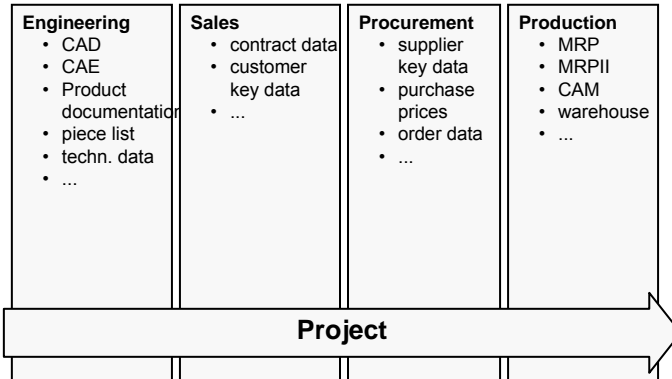 Engineering
• CAD
• CAE
• Product
documentation
• piece list
• techn. data
• ...
Sales
• contract data
• customer
key data
• ...
Procurement
• supplier
key data
• purchase
prices
• order data
• ...
Production
• MRP
• MRPII
• CAM
• warehouse
• ...
Project